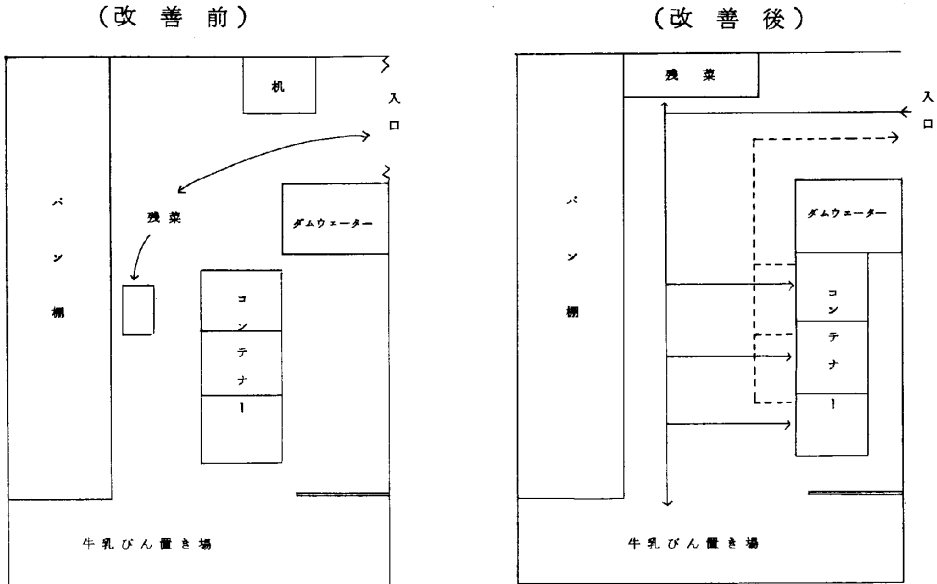 (改善前)
机
入口
パン棚
残菜
ダムウェーター
コンテナー
牛乳びん置き場
(改善後)
残菜
入口
パン棚
ダムウェーター
コンテナー
牛乳びん置き場